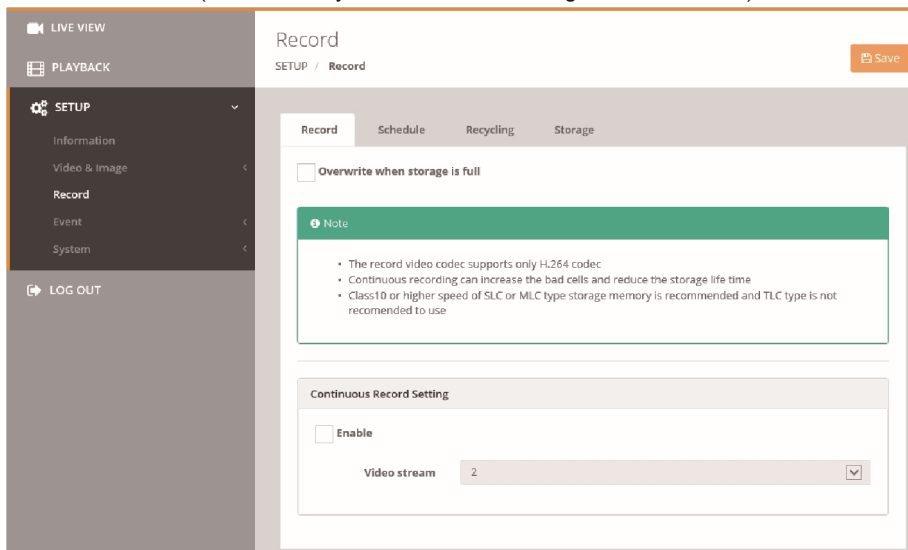 LIVE VIEW
PLAYBACK
SETUP
Information
Video & Image
Record
Event
System
LOG OUT
Record
SETUP / Record
Save
Record Schedule Recycling Storage
Overwrite when storage is full
Note
• The record video codec supports only H.264 codec
• Continuous recording can increase the bad cells and reduce the storage life time
• Class10 or higher speed of SLC or MLC type storage memory is recommended and TLC type is not
recomended to use
Continuous Record Setting
Enable
Video stream 2